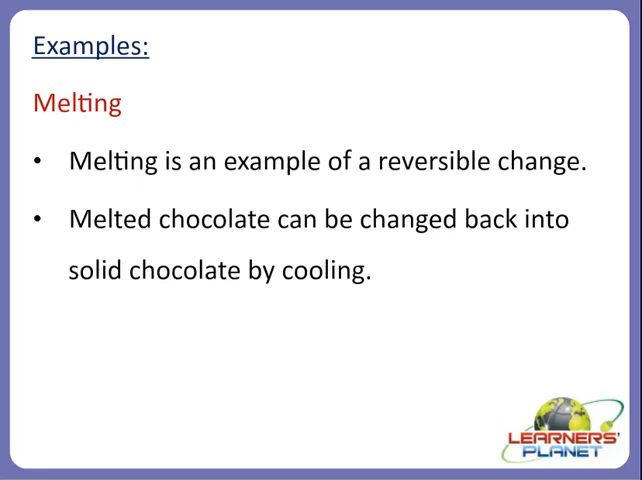 Examples:
Melting
• Melting is an example of a reversible change.
• Melted chocolate can be changed back into
solid chocolate by cooling.
LEARNERS'
PLANET